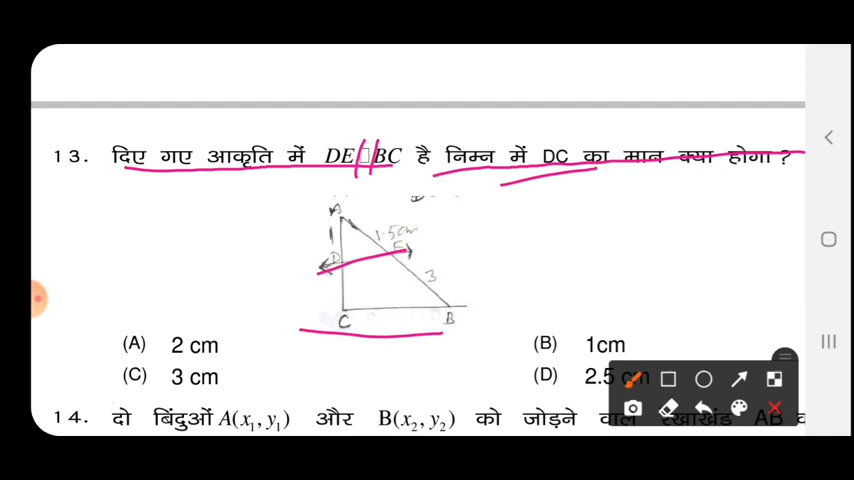 13. दिए गए आकृति में DE□BC है निम्न में DC का मान क्या होगा ?
A
1.5cm
1
D
E
3
C
B
(A) 2 cm
(B) 1cm
(C) 3 cm
(D) 2.5 cm
14. दो बिंदुओं A(x₁, y₁) और B(x₂, y₂) को जोड़ने वाले रेखाखंड AB